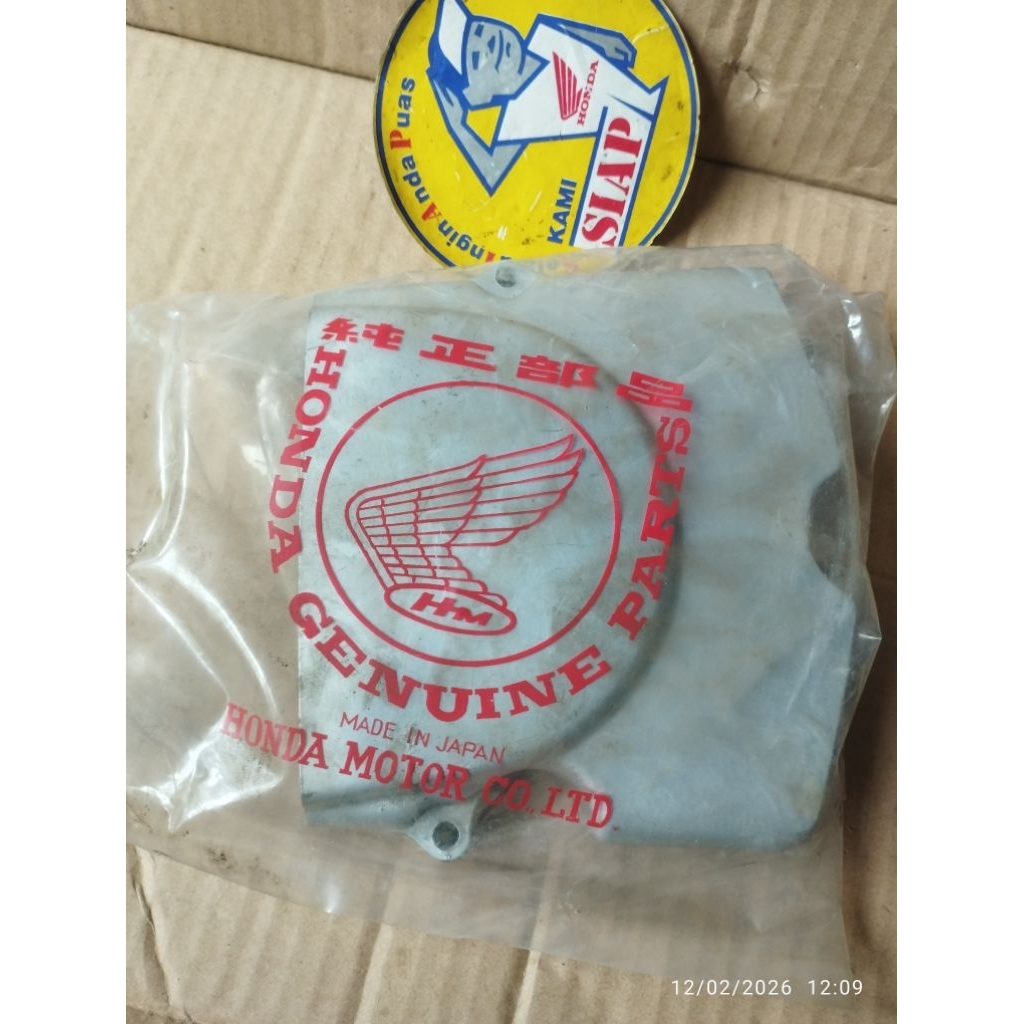 HONDA
Anda Puas
KAMI
SIAP
純正部品
HONDA GENUINE PARTS
HM
MADE IN JAPAN
HONDA MOTOR CO., LTD.
12/02/2026 12:09